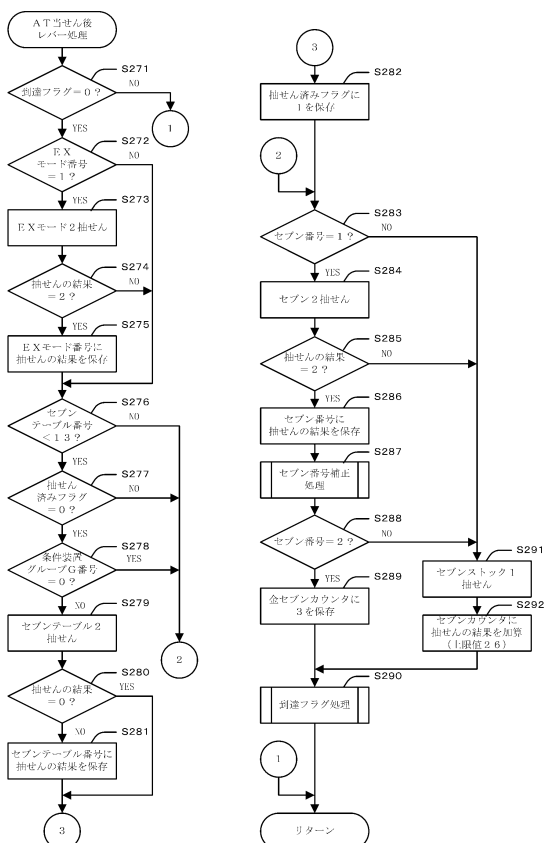 ＡＴ当せん後
レバー処理
S271
到達フラグ＝０？
NO
1
YES
S272
ＥＸ
モード番号
＝１？
NO
YES
S273
ＥＸモード２抽せん
S274
抽せんの結果
＝２？
NO
YES
S275
ＥＸモード番号に
抽せんの結果を保存
S276
セブン
テーブル番号
＜１３？
NO
YES
S277
抽せん
済みフラグ
＝０？
NO
YES
S278
条件装置
グループＧ番号
＝０？
YES
NO
S279
セブンテーブル２
抽せん
2
S280
抽せんの結果
＝０？
YES
NO
S281
セブンテーブル番号に
抽せんの結果を保存
3
3
S282
抽せん済みフラグに
１を保存
2
S283
セブン番号＝１？
NO
YES
S284
セブン２抽せん
S285
抽せんの結果
＝２？
NO
YES
S286
セブン番号に
抽せんの結果を保存
S287
セブン番号補正
処理
S288
セブン番号＝２？
NO
YES
S289
金セブンカウンタに
３を保存
S291
セブンストック１
抽せん
S292
セブンカウンタに
抽せんの結果を加算
（上限値２６）
S290
到達フラグ処理
1
リターン